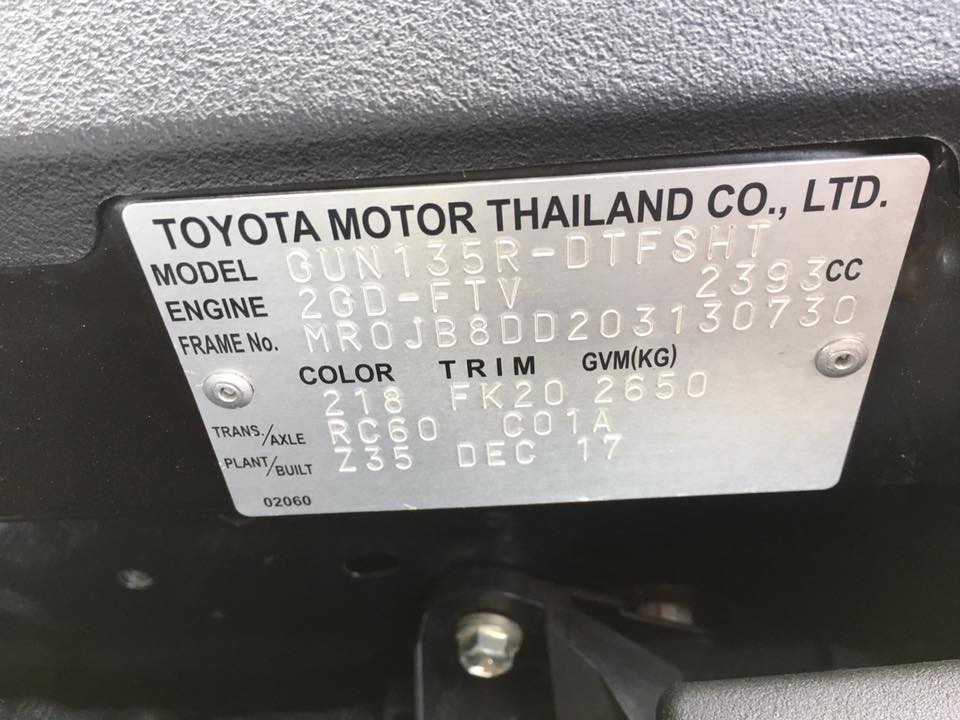 TOYOTA MOTOR THAILAND CO., LTD.
MODEL GUN135R-DTFSHT
ENGINE 2GD-FTV 2393CC
FRAME No. MR0JB8DD203130730
COLOR TRIM GVM(KG)
218 FK20 2650
TRANS./AXLE RC60 C01A
PLANT/BUILT Z35 DEC 17
02060